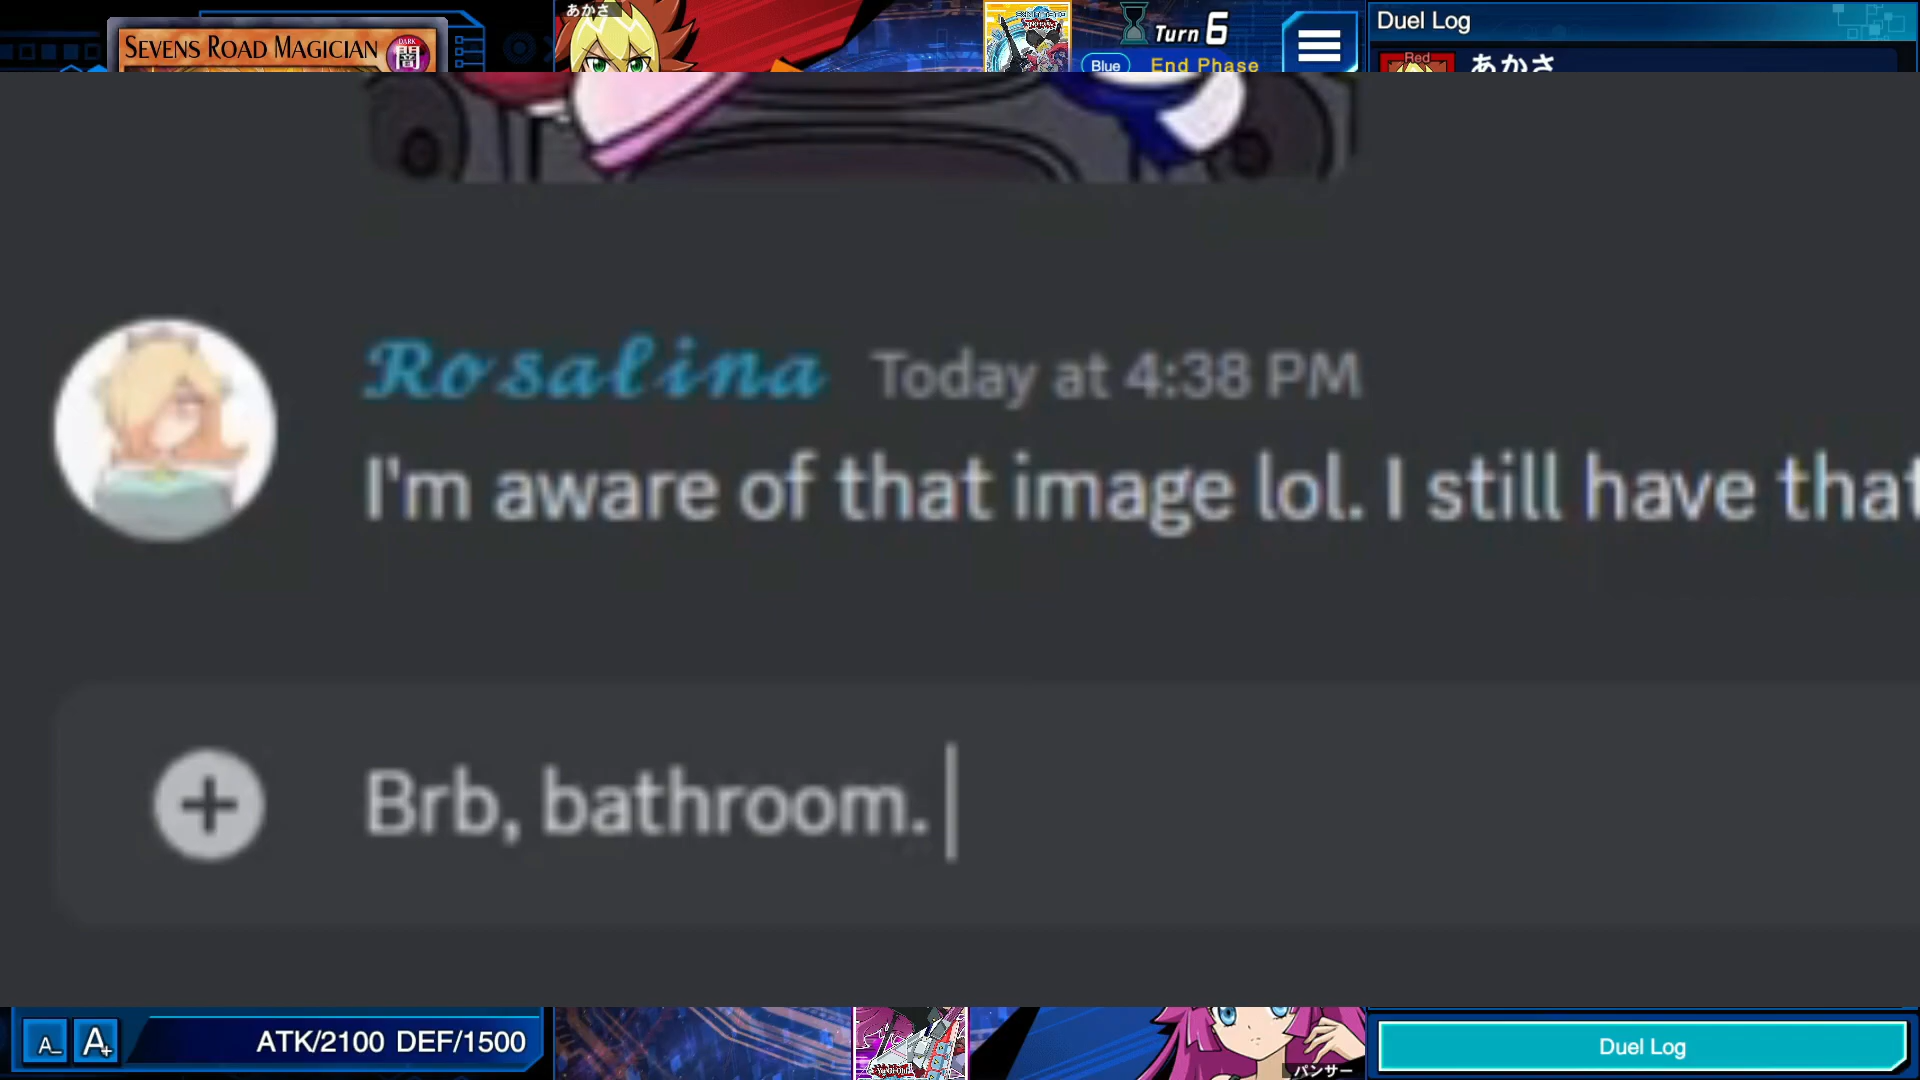 SEVENS ROAD MAGICIAN
DARK
闇
あかさ
Turn 6
Blue
End Phase
Duel Log
Red
あかさ
Rosalina Today at 4:38 PM
I'm aware of that image lol. I still have that
Brb, bathroom.
A_ A+
ATK/2100 DEF/1500
パンサー
Duel Log